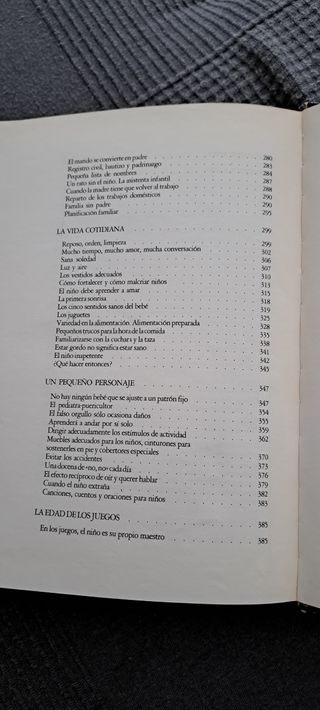 El marido se convierte en padre 280
Registro civil, bautizo y padrinazgo 283
Pequeña lista de nombres 284
Un rato sin el niño. La asistenta infantil 287
Cuando la madre tiene que volver al trabajo 288
Reparto de los trabajos domésticos 290
Familia sin padre 290
Planificación familiar 295
LA VIDA COTIDIANA 299
Reposo, orden, limpieza 299
Mucho tiempo, mucho amor, mucha conversación 302
Sana soledad 306
Luz y aire 307
Los vestidos adecuados 310
Cómo fortalecer y cómo malcriar niños 313
El niño debe aprender a amar 315
La primera sonrisa 318
Los cinco sentidos sanos del bebé 319
Los juguetes 325
Variedad en la alimentación. Alimentación preparada 328
Pequeños trucos para la hora de la comida 335
Familiarizarse con la cuchara y la taza 338
Estar gordo no significa estar sano 341
El niño inapetente 342
¿Qué hacer entonces? 345
UN PEQUEÑO PERSONAJE 347
No hay ningún bebé que se ajuste a un patrón fijo 347
El pediatra-puericultor 354
El falso orgullo sólo ocasiona daños 355
Aprenderá a andar por sí solo 359
Dirigir adecuadamente los estímulos de actividad 362
Muebles adecuados para los niños, cinturones para
sostenerles en pie y cobertores especiales 370
Evitar los accidentes 373
Una docena de «no, no» cada día 376
El efecto recíproco de oír y querer hablar 379
Cuando el niño extraña 382
Canciones, cuentos y oraciones para niños 383
LA EDAD DE LOS JUEGOS 385
En los juegos, el niño es su propio maestro 385